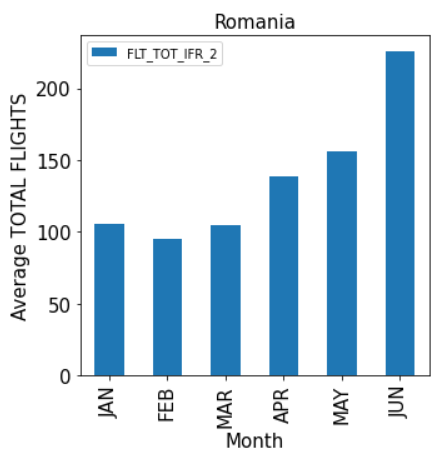 Romania
FLT_TOT_IFR_2
Average TOTAL FLIGHTS
200
150
100
50
0
JAN
FEB
MAR
APR
MAY
JUN
Month